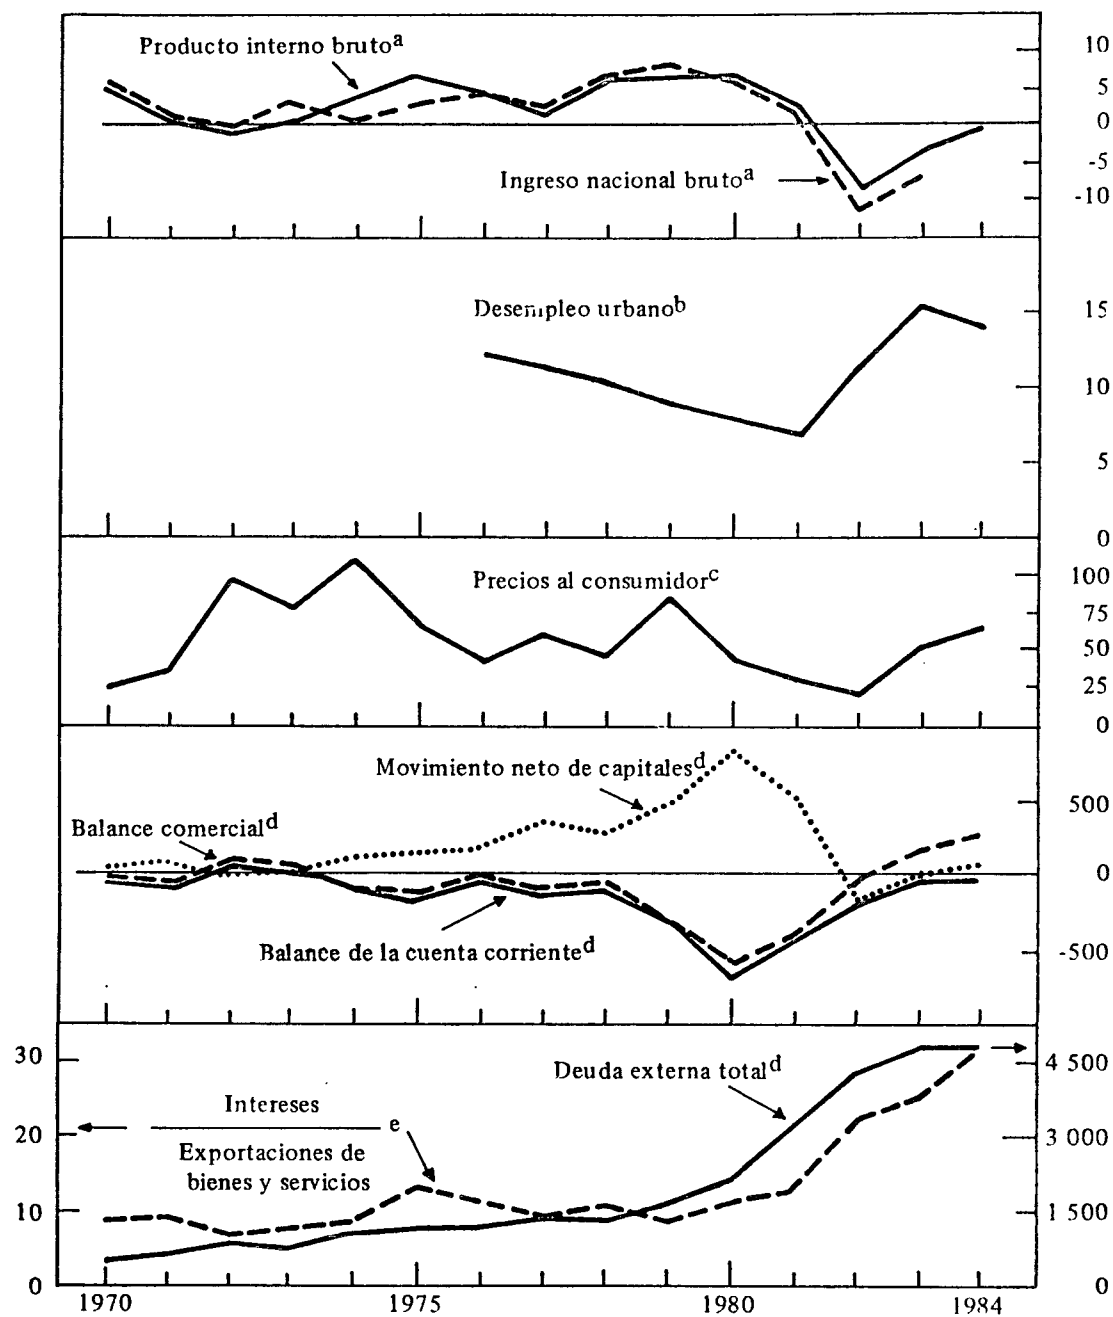 Producto interno bruto^a
10
5
0
Ingreso nacional bruto^a
-5
-10
Desempleo urbano^b
15
10
5
0
Precios al consumidor^c
100
75
50
25
0
Movimiento neto de capitales^d
Balance comercial^d
500
0
Balance de la cuenta corriente^d
-500
30
Deuda externa total^d
4 500
Intereses
e
20
3 000
Exportaciones de
bienes y servicios
10
1 500
0
0
1970
1975
1980
1984